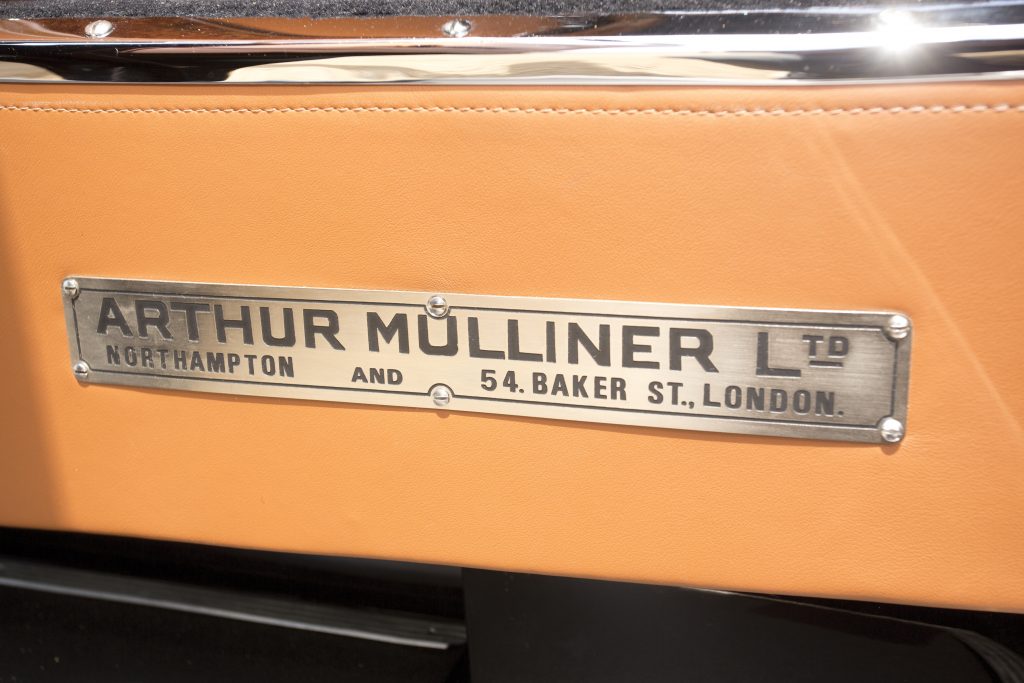 ARTHUR MULLINER LTD
NORTHAMPTON AND 54. BAKER ST., LONDON.